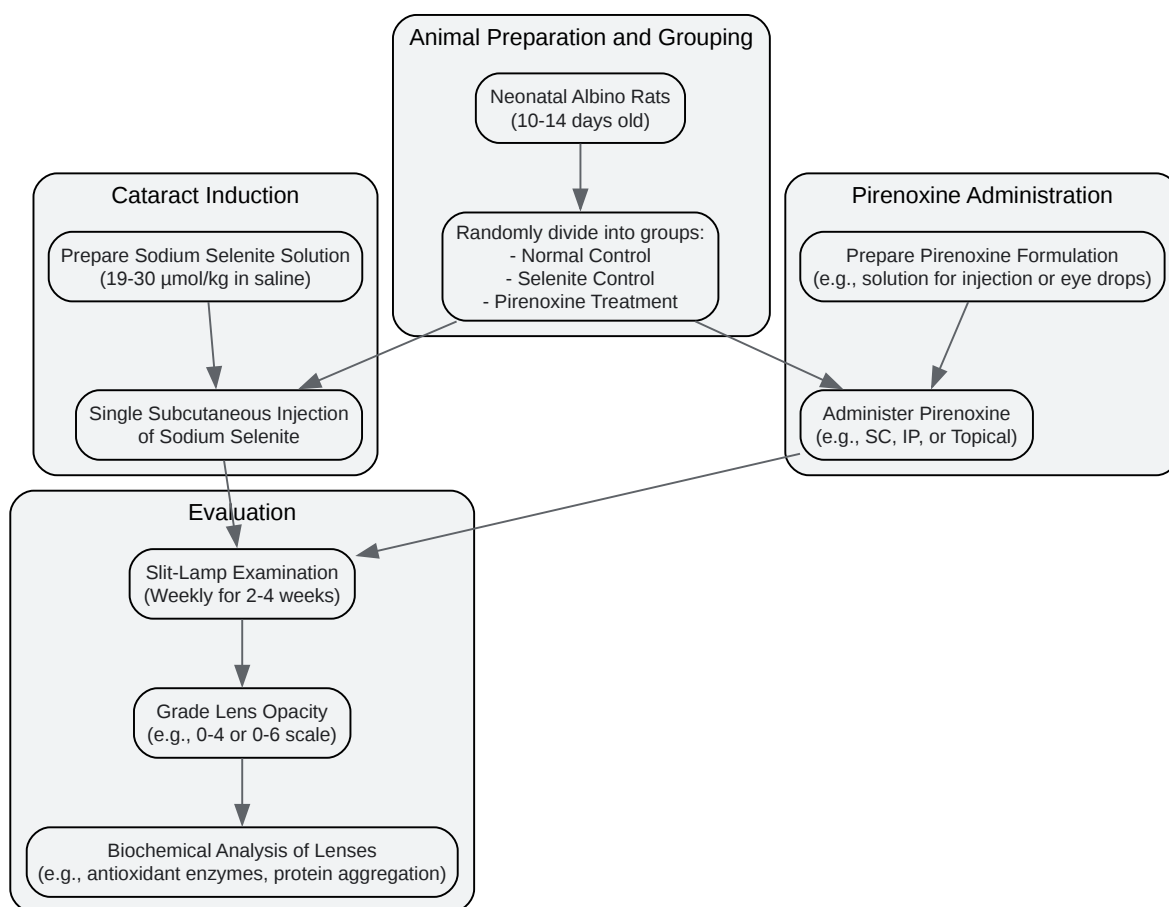 Animal Preparation and Grouping
Neonatal Albino Rats
(10-14 days old)
Randomly divide into groups:
- Normal Control
- Selenite Control
- Pirenoxine Treatment
Cataract Induction
Prepare Sodium Selenite Solution
(19-30 µmol/kg in saline)
Single Subcutaneous Injection
of Sodium Selenite
Pirenoxine Administration
Prepare Pirenoxine Formulation
(e.g., solution for injection or eye drops)
Administer Pirenoxine
(e.g., SC, IP, or Topical)
Evaluation
Slit-Lamp Examination
(Weekly for 2-4 weeks)
Grade Lens Opacity
(e.g., 0-4 or 0-6 scale)
Biochemical Analysis of Lenses
(e.g., antioxidant enzymes, protein aggregation)